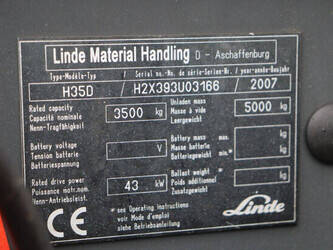 Linde Material Handling D - Aschaffenburg
Type-Modèle-Typ / Serial no.-No. de série-Serien-Nr. / year-année-Baujahr
H35D / H2X393U03166 / 2007
Rated capacity Unladen mass
Capacité nominale 3500 kg Masse à vide 5000 kg
Nenn-Tragfähigkeit Leergewicht
Battery voltage Battery mass max. kg
Tension batterie V Masse batterie
Batteriespannung Batteriegewicht * min. kg
Rated drive power Ballast weight *
Puissance motr.nom. 43 kW Poids additionnel kg
Nenn-Antriebsleist. Zusatzgewicht
* see Operating instruction
voir Mode d'emploi
siehe Betriebsanleitung
CE
Linde